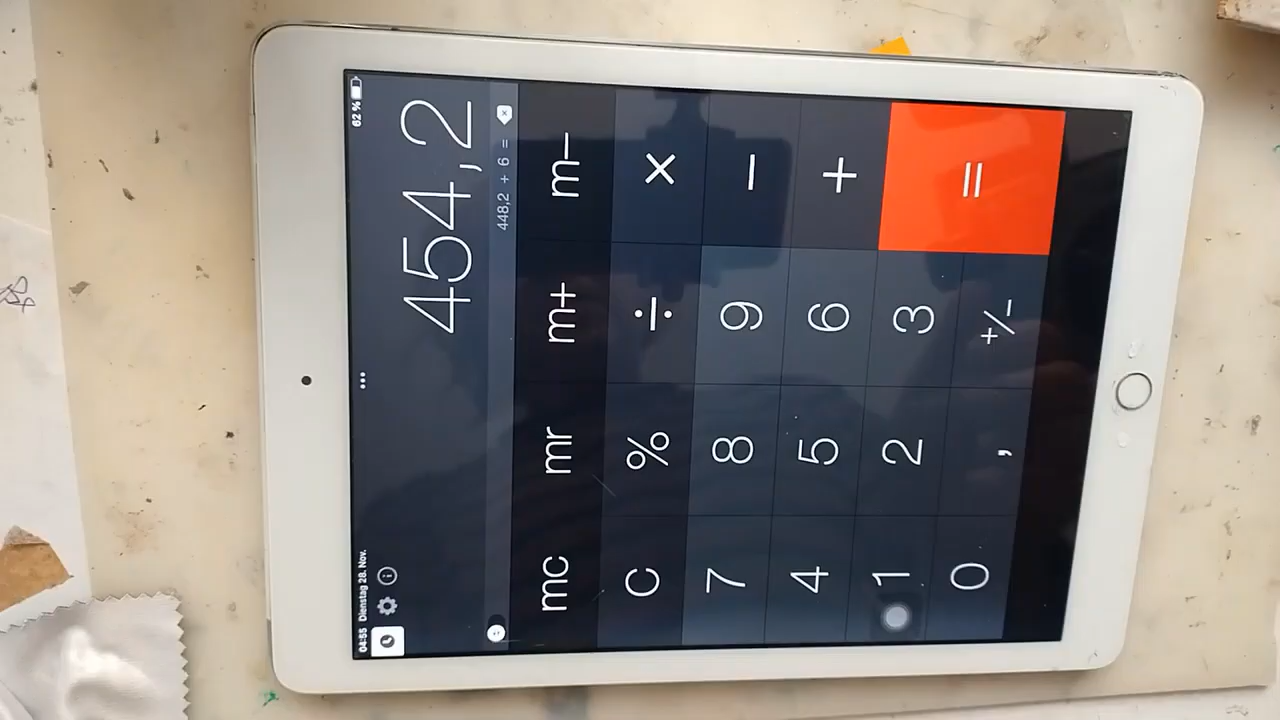 04:55 Dienstag 28. Nov.
62 %
454,2
448,2 + 6 =
mc mr m+ m–
C % ÷ ×
7 8 9 –
4 5 6 +
1 2 3 =
0 , +/–